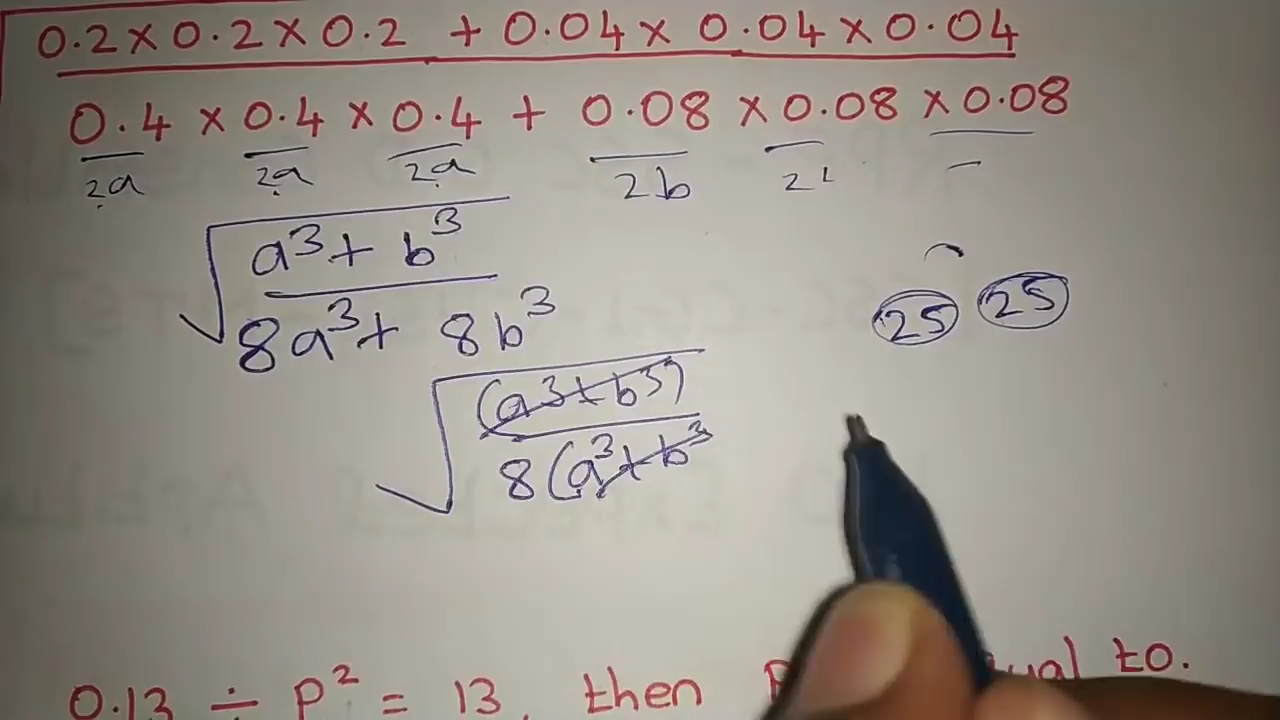 0.2 × 0.2 × 0.2 + 0.04 × 0.04 × 0.04
0.4 × 0.4 × 0.4 + 0.08 × 0.08 × 0.08
2a 2a 2a 2b
√
a³ + b³
8a³ + 8b³
25 25
√
(a³+b³)
8(a³+b³
0.13 ÷ P² = 13, then to.